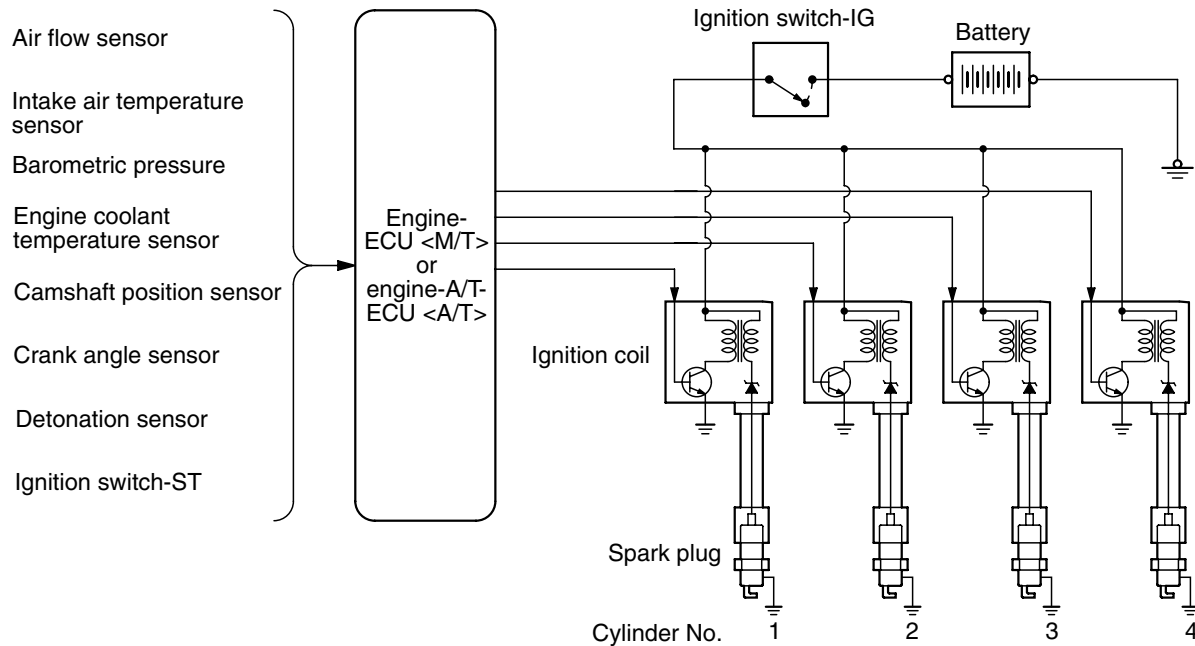 Air flow sensor
Intake air temperature
sensor
Barometric pressure
Engine coolant
temperature sensor
Camshaft position sensor
Crank angle sensor
Detonation sensor
Ignition switch-ST
Engine-
ECU <M/T>
or
engine-A/T-
ECU <A/T>
Ignition switch-IG
Battery
Ignition coil
Spark plug
Cylinder No. 1 2 3 4